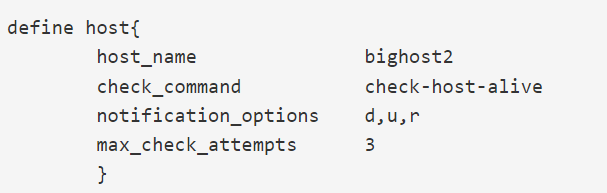 define host{
host_name bighost2
check_command check-host-alive
notification_options d,u,r
max_check_attempts 3
}